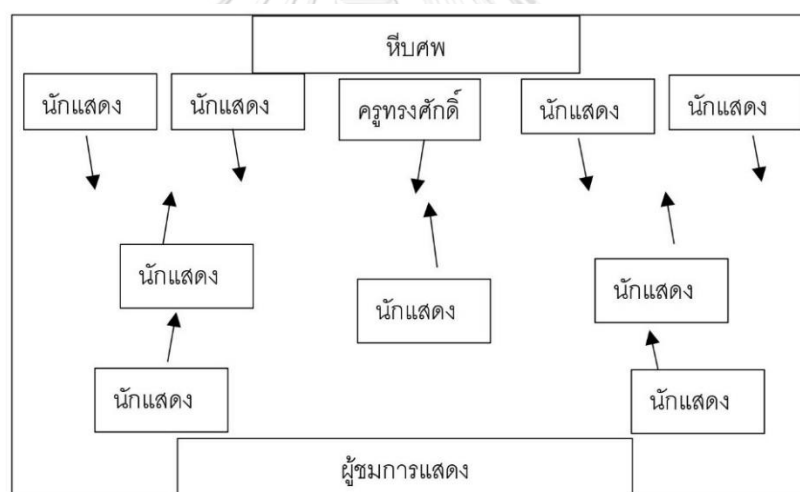 หีบศพ
นักแสดง นักแสดง ครูทรงศักดิ์ นักแสดง นักแสดง
นักแสดง นักแสดง
นักแสดง
นักแสดง นักแสดง
ผู้ชมการแสดง